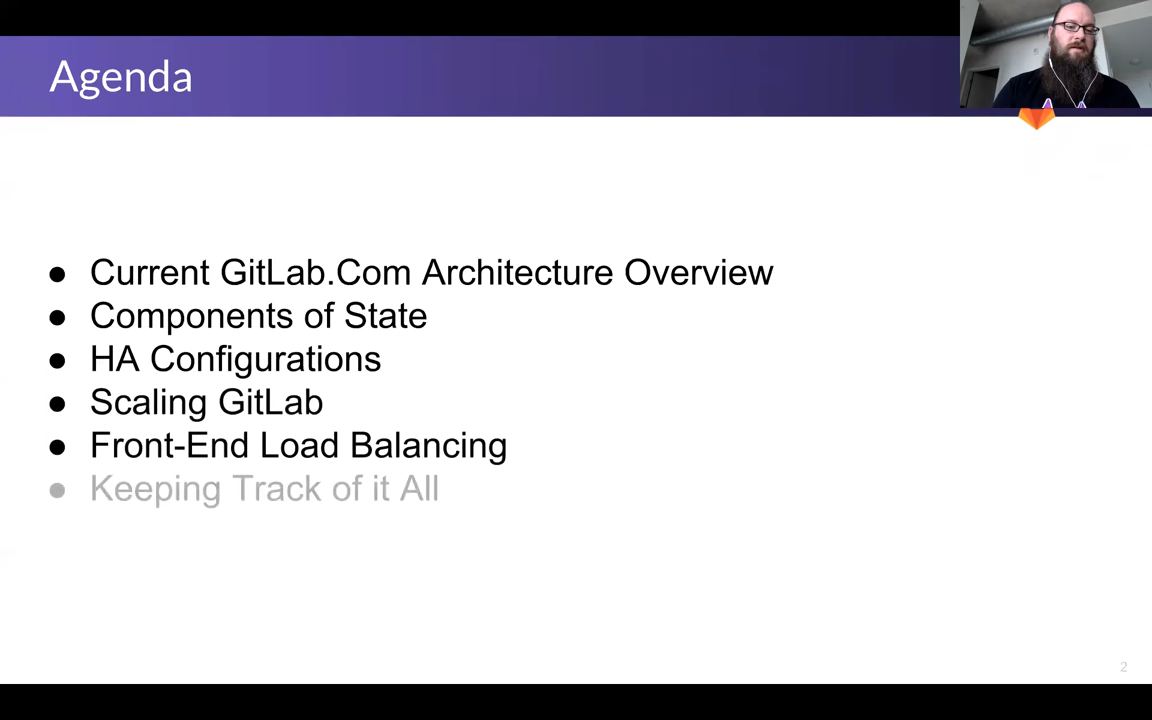 Agenda
● Current GitLab.Com Architecture Overview
● Components of State
● HA Configurations
● Scaling GitLab
● Front-End Load Balancing
● Keeping Track of it All
2